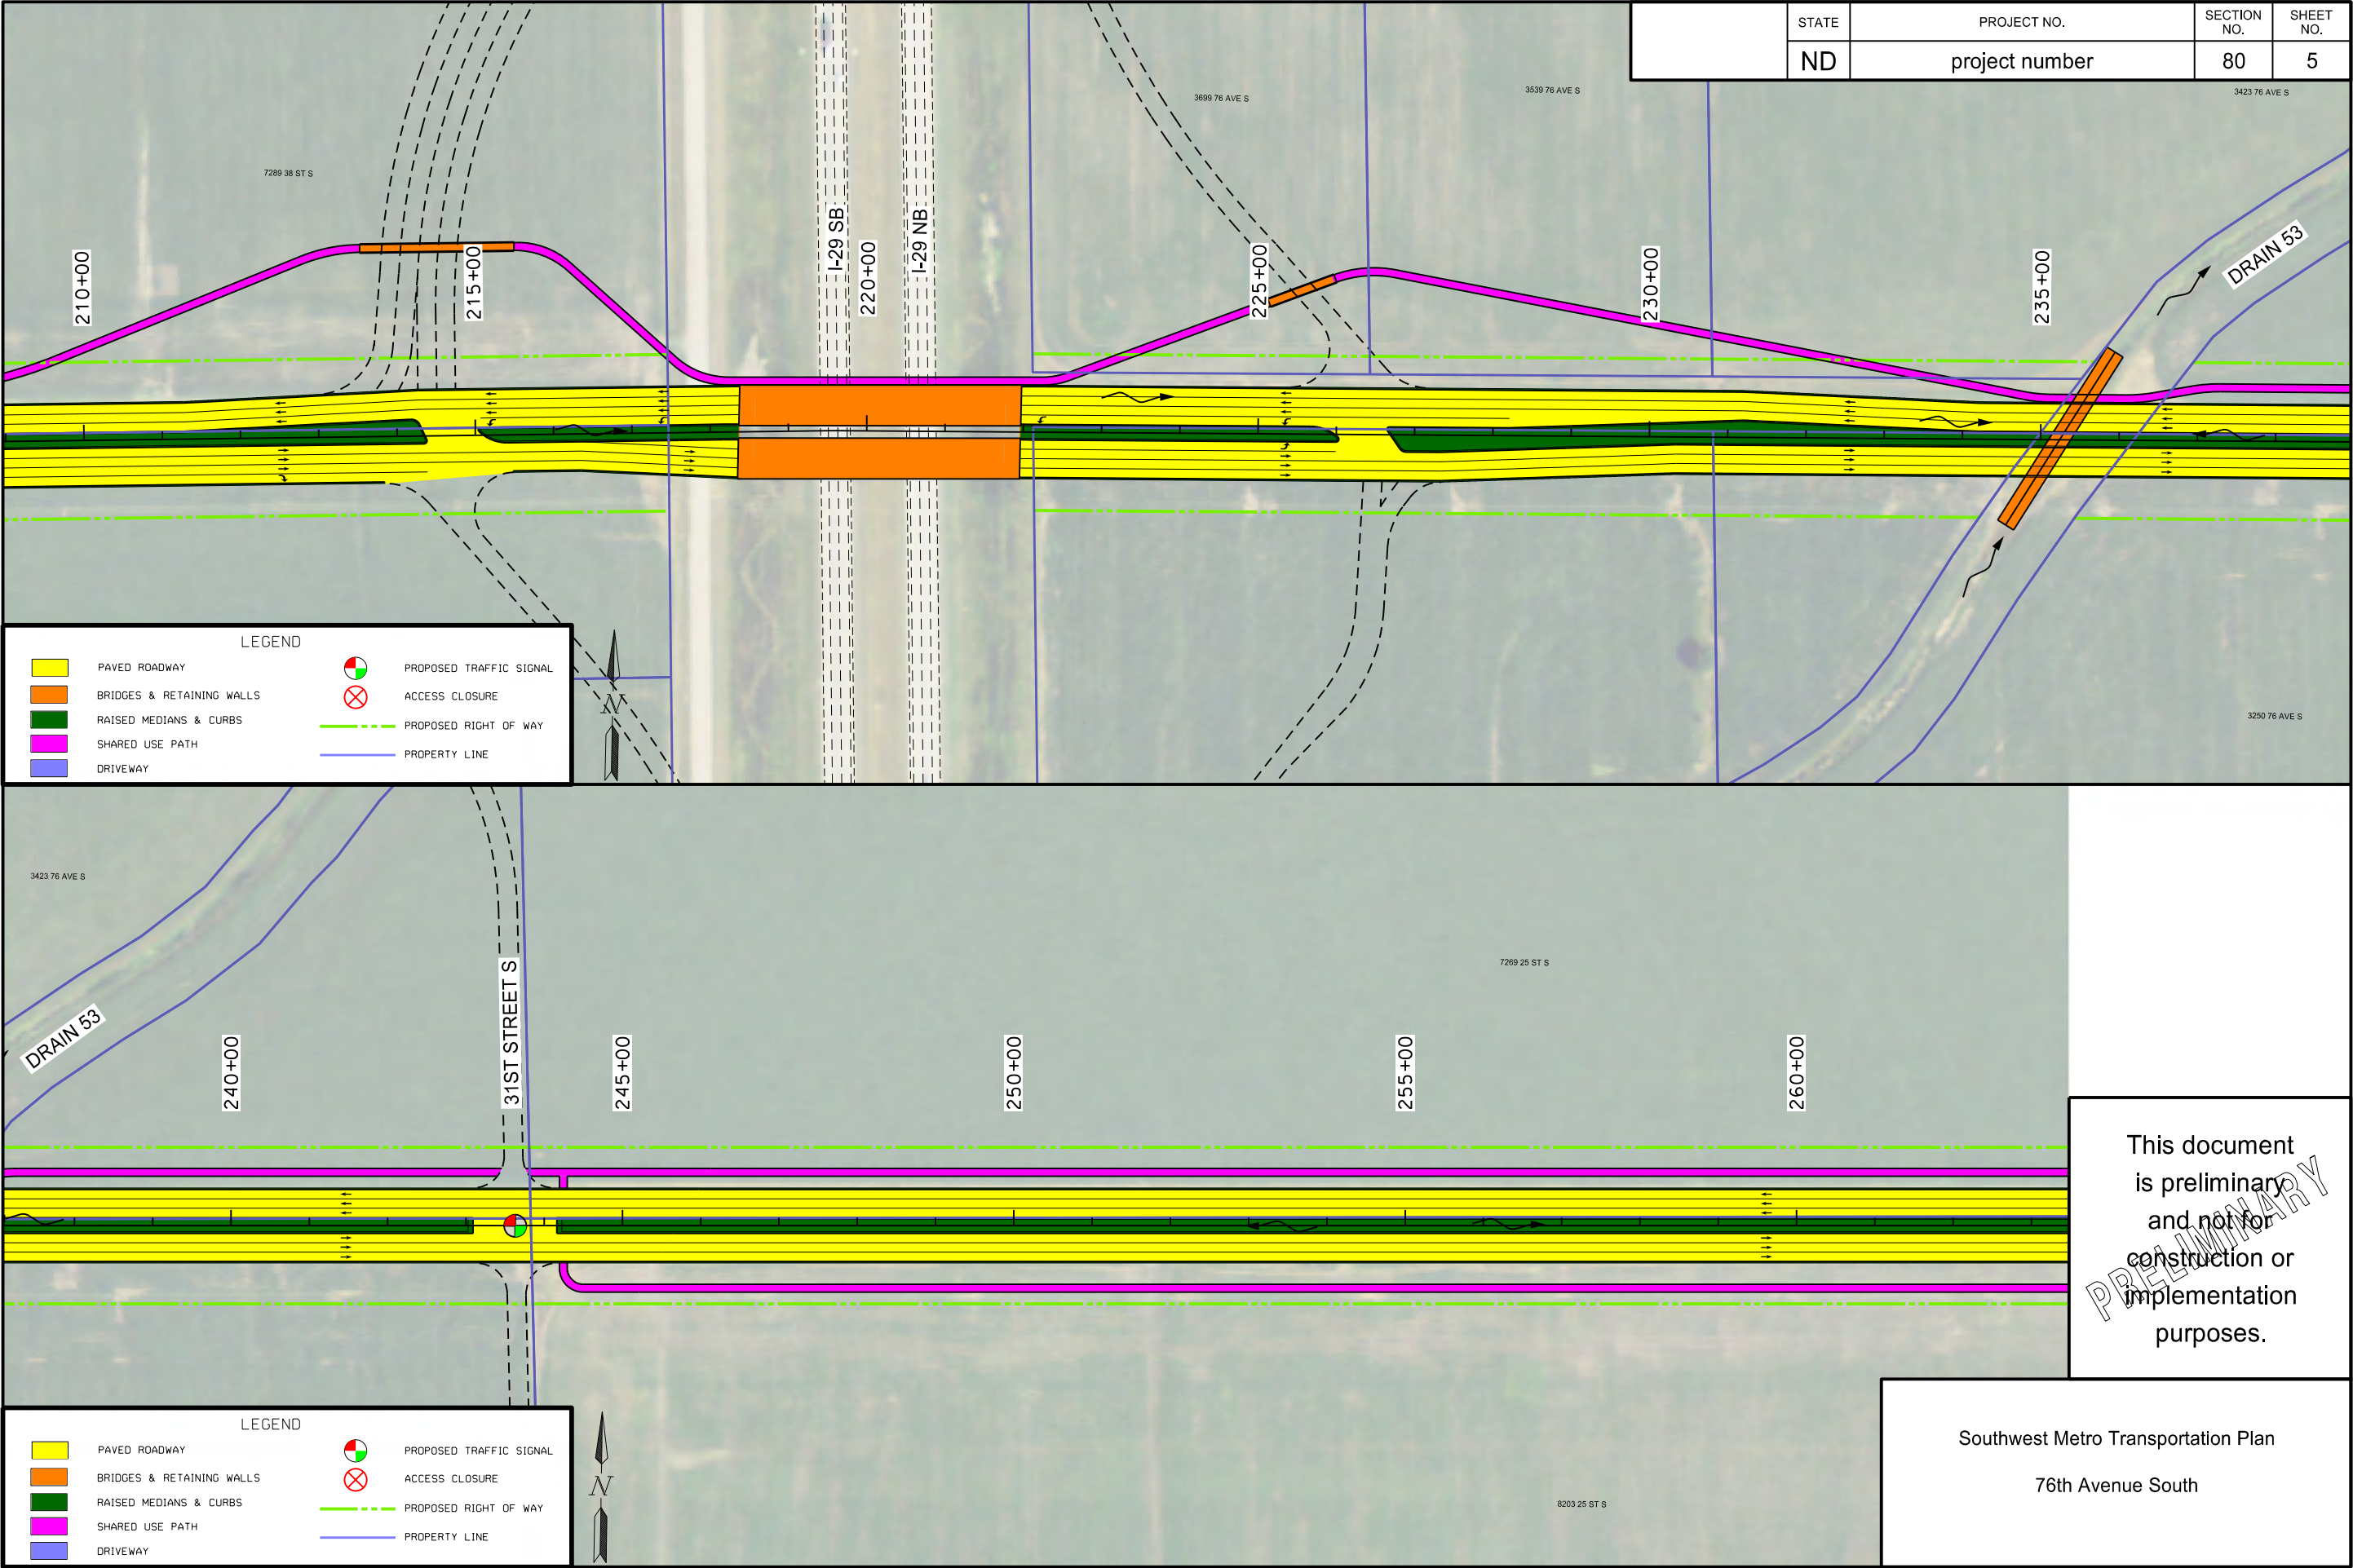 STATE
PROJECT NO.
SECTION NO.
SHEET NO.
ND
project number
80
5
3699 76 AVE S
3539 76 AVE S
3423 76 AVE S
7289 38 ST S
210+00
215+00
I-29 SB
220+00
I-29 NB
225+00
230+00
235+00
DRAIN 53
LEGEND
PAVED ROADWAY
BRIDGES & RETAINING WALLS
RAISED MEDIANS & CURBS
SHARED USE PATH
DRIVEWAY
PROPOSED TRAFFIC SIGNAL
ACCESS CLOSURE
PROPOSED RIGHT OF WAY
PROPERTY LINE
N
3250 76 AVE S
3423 76 AVE S
DRAIN 53
240+00
31ST STREET S
245+00
250+00
255+00
260+00
7269 25 ST S
This document
is preliminary
and not for
construction or
implementation
purposes.
PRELIMINARY
LEGEND
PAVED ROADWAY
BRIDGES & RETAINING WALLS
RAISED MEDIANS & CURBS
SHARED USE PATH
DRIVEWAY
PROPOSED TRAFFIC SIGNAL
ACCESS CLOSURE
PROPOSED RIGHT OF WAY
PROPERTY LINE
N
8203 25 ST S
Southwest Metro Transportation Plan
76th Avenue South